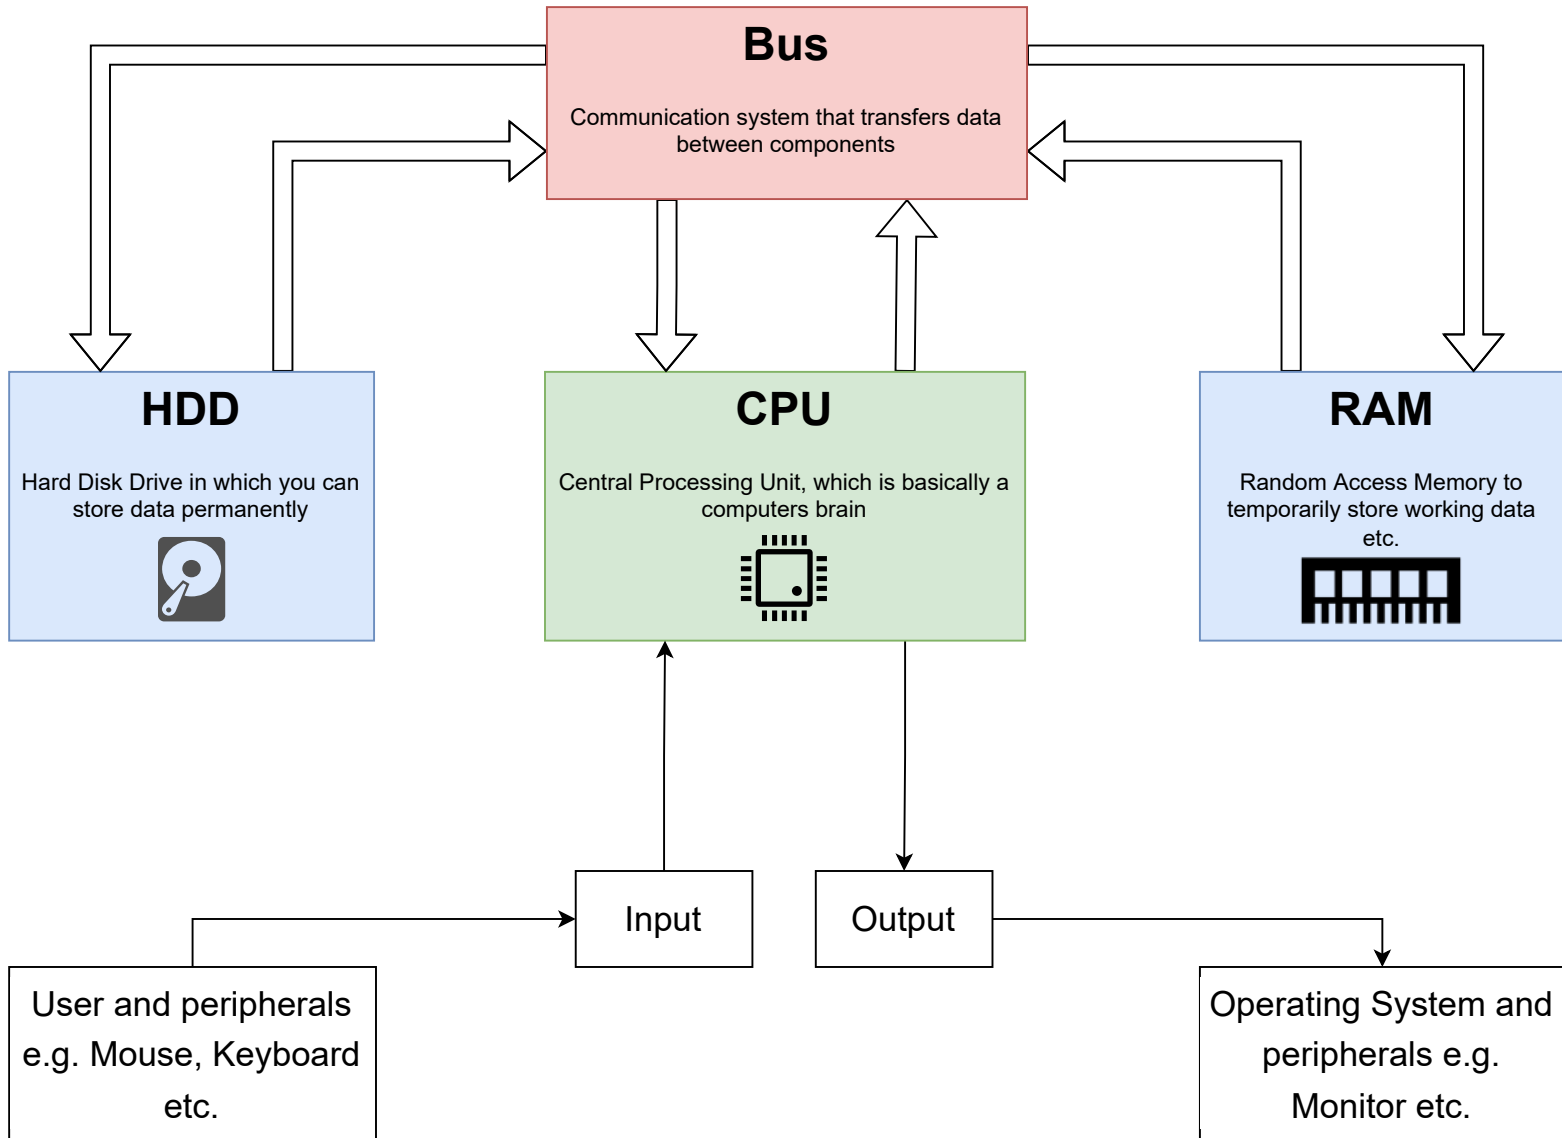 Bus
Communication system that transfers data
between components
HDD
Hard Disk Drive in which you can
store data permanently
CPU
Central Processing Unit, which is basically a
computers brain
RAM
Random Access Memory to
temporarily store working data
etc.
Input
Output
User and peripherals
e.g. Mouse, Keyboard
etc.
Operating System and
peripherals e.g.
Monitor etc.